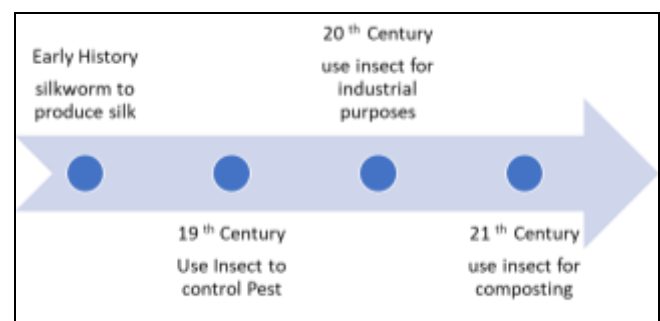 Early History
silkworm to
produce silk
19 th Century
Use Insect to
control Pest
20 th Century
use insect for
industrial
purposes
21 th Century
use insect for
composting